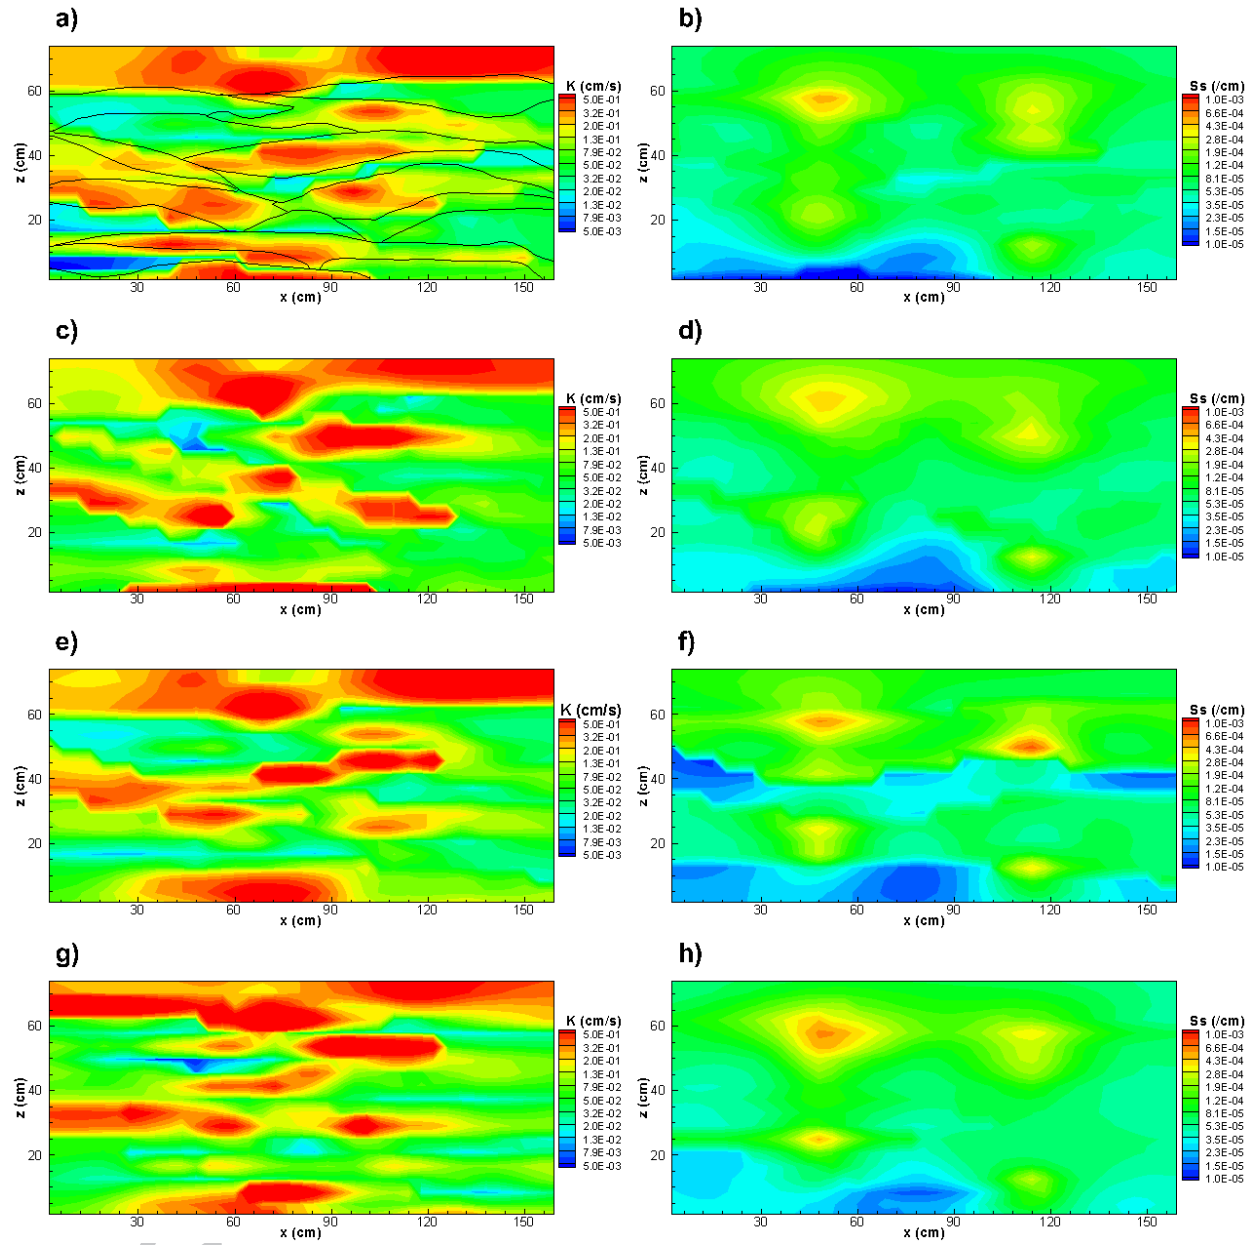 a)
K (cm/s)
5.0E-01
3.2E-01
2.0E-01
1.3E-01
7.9E-02
5.0E-02
3.2E-02
2.0E-02
1.3E-02
7.9E-03
5.0E-03
z (cm)
60
40
20
30
60
90
120
150
x (cm)
b)
Ss (/cm)
1.0E-03
6.6E-04
4.3E-04
2.8E-04
1.9E-04
1.2E-04
8.1E-05
5.3E-05
3.5E-05
2.3E-05
1.5E-05
1.0E-05
z (cm)
60
40
20
30
60
90
120
150
x (cm)
c)
K (cm/s)
5.0E-01
3.2E-01
2.0E-01
1.3E-01
7.9E-02
5.0E-02
3.2E-02
2.0E-02
1.3E-02
7.9E-03
5.0E-03
z (cm)
60
40
20
30
60
90
120
150
x (cm)
d)
Ss (/cm)
1.0E-03
6.6E-04
4.3E-04
2.8E-04
1.9E-04
1.2E-04
8.1E-05
5.3E-05
3.5E-05
2.3E-05
1.5E-05
1.0E-05
z (cm)
60
40
20
30
60
90
120
150
x (cm)
e)
K (cm/s)
5.0E-01
3.2E-01
2.0E-01
1.3E-01
7.9E-02
5.0E-02
3.2E-02
2.0E-02
1.3E-02
7.9E-03
5.0E-03
z (cm)
60
40
20
30
60
90
120
150
x (cm)
f)
Ss (/cm)
1.0E-03
6.6E-04
4.3E-04
2.8E-04
1.9E-04
1.2E-04
8.1E-05
5.3E-05
3.5E-05
2.3E-05
1.5E-05
1.0E-05
z (cm)
60
40
20
30
60
90
120
150
x (cm)
g)
K (cm/s)
5.0E-01
3.2E-01
2.0E-01
1.3E-01
7.9E-02
5.0E-02
3.2E-02
2.0E-02
1.3E-02
7.9E-03
5.0E-03
z (cm)
60
40
20
30
60
90
120
150
x (cm)
h)
Ss (/cm)
1.0E-03
6.6E-04
4.3E-04
2.8E-04
1.9E-04
1.2E-04
8.1E-05
5.3E-05
3.5E-05
2.3E-05
1.5E-05
1.0E-05
z (cm)
60
40
20
30
60
90
120
150
x (cm)